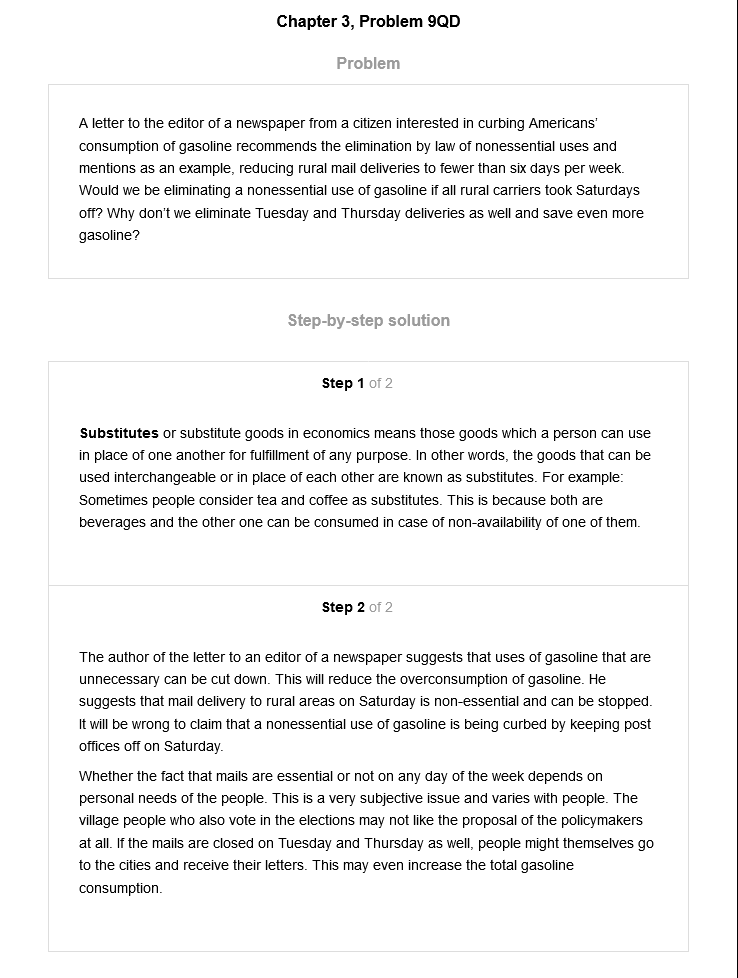 Chapter 3, Problem 9QD
Problem
A letter to the editor of a newspaper from a citizen interested in curbing Americans’
consumption of gasoline recommends the elimination by law of nonessential uses and
mentions as an example, reducing rural mail deliveries to fewer than six days per week.
Would we be eliminating a nonessential use of gasoline if all rural carriers took Saturdays
off? Why don’t we eliminate Tuesday and Thursday deliveries as well and save even more
gasoline?
Step-by-step solution
Step 1 of 2
Substitutes or substitute goods in economics means those goods which a person can use
in place of one another for fulfillment of any purpose. In other words, the goods that can be
used interchangeable or in place of each other are known as substitutes. For example:
Sometimes people consider tea and coffee as substitutes. This is because both are
beverages and the other one can be consumed in case of non-availability of one of them.
Step 2 of 2
The author of the letter to an editor of a newspaper suggests that uses of gasoline that are
unnecessary can be cut down. This will reduce the overconsumption of gasoline. He
suggests that mail delivery to rural areas on Saturday is non-essential and can be stopped.
It will be wrong to claim that a nonessential use of gasoline is being curbed by keeping post
offices off on Saturday.
Whether the fact that mails are essential or not on any day of the week depends on
personal needs of the people. This is a very subjective issue and varies with people. The
village people who also vote in the elections may not like the proposal of the policymakers
at all. If the mails are closed on Tuesday and Thursday as well, people might themselves go
to the cities and receive their letters. This may even increase the total gasoline
consumption.